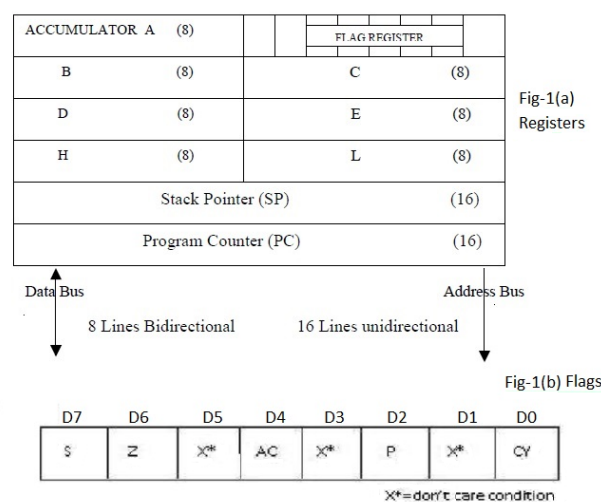 ACCUMULATOR A (8) FLAG REGISTER
B (8) C (8)
D (8) E (8)
H (8) L (8)
Stack Pointer (SP) (16)
Program Counter (PC) (16)
Fig-1(a)
Registers
Data Bus Address Bus
8 Lines Bidirectional 16 Lines unidirectional
Fig-1(b) Flags
D7 D6 D5 D4 D3 D2 D1 D0
S Z X* AC X* P X* CY
X*=don't care condition